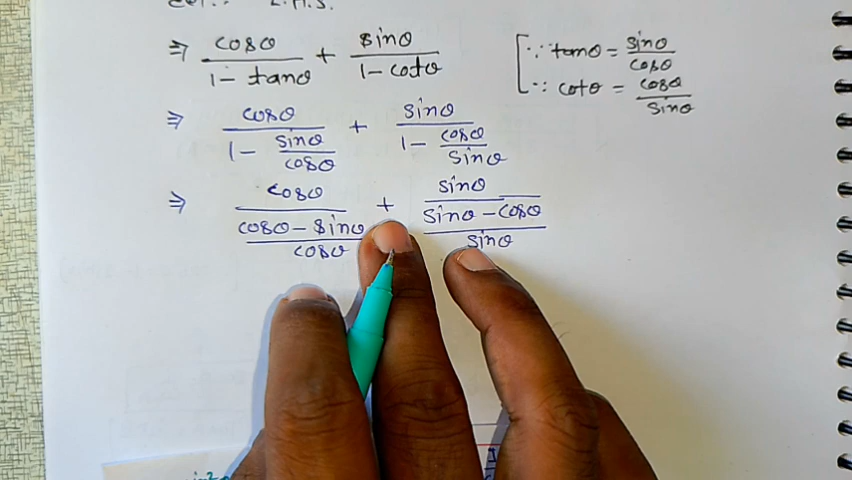 L.H.S.
⇒ cosθ / (1 - tanθ) + sinθ / (1 - cotθ)
[∵ tanθ = sinθ / cosθ
∵ cotθ = cosθ / sinθ
⇒ cosθ / (1 - sinθ/cosθ) + sinθ / (1 - cosθ/sinθ)
⇒ cosθ / ((cosθ - sinθ) / cosθ) + sinθ / ((sinθ - cosθ) / sinθ)